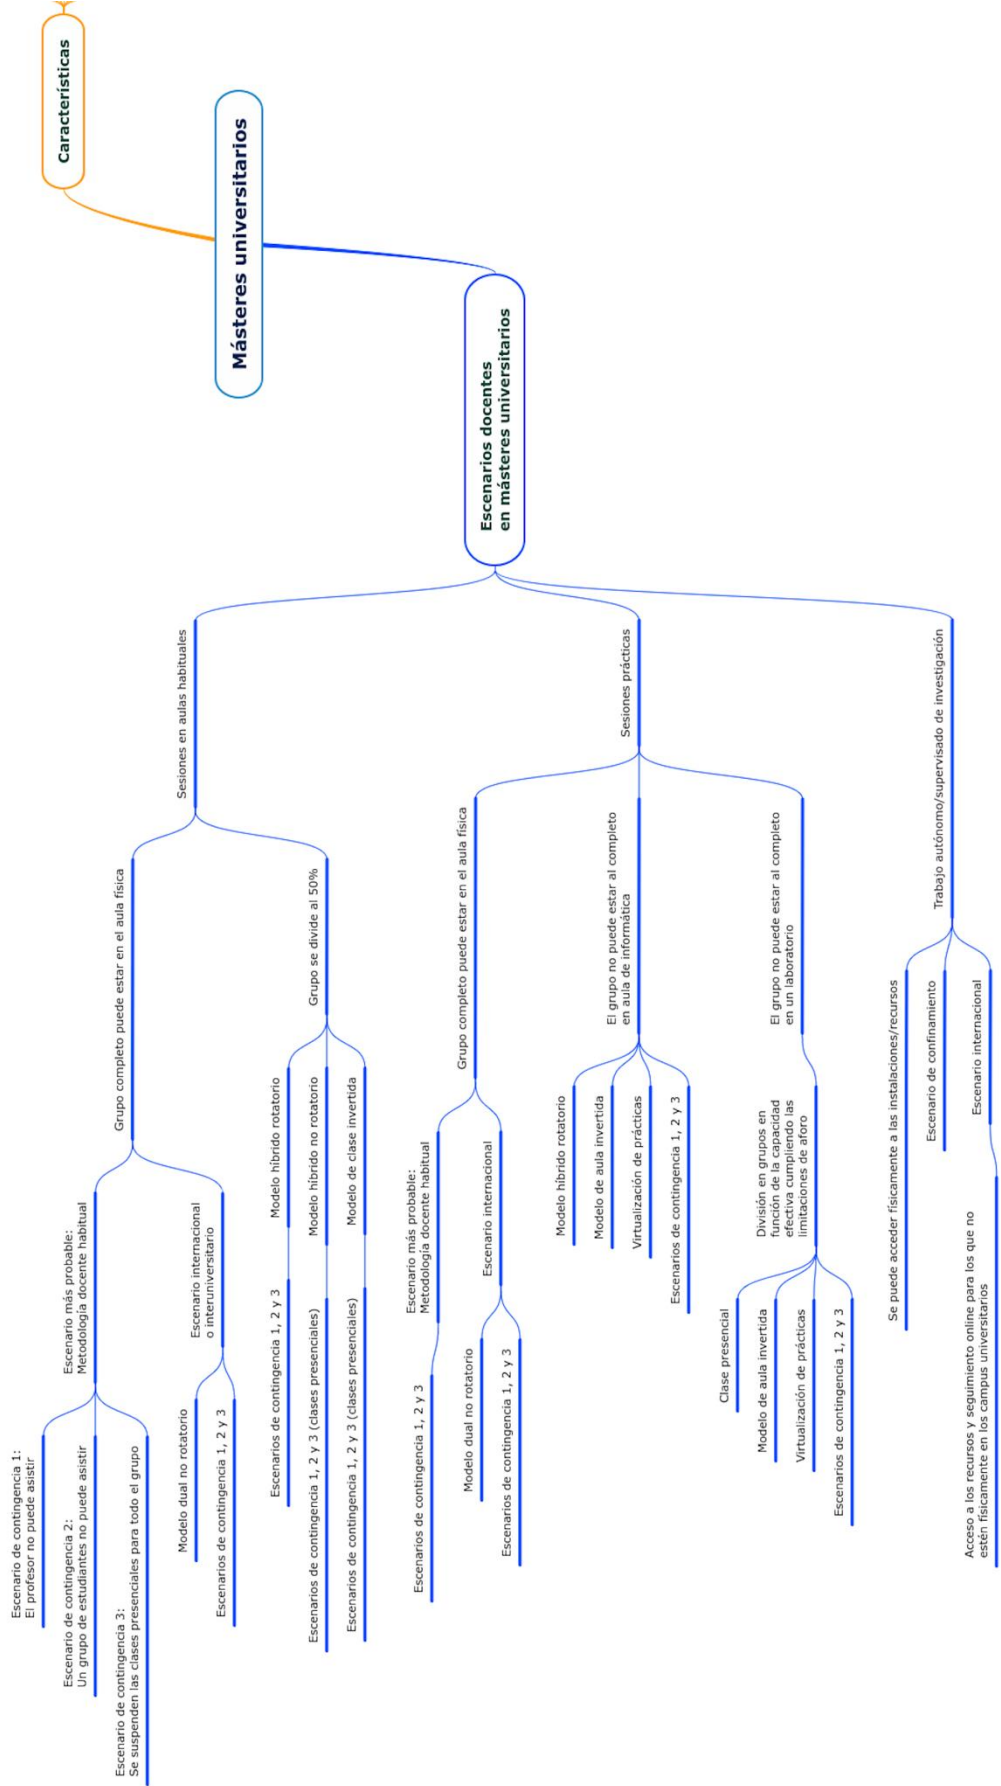 Características
Másteres universitarios
Escenarios docentes
en másteres universitarios
Sesiones en aulas habituales
Grupo completo puede estar en el aula física
Escenario más probable:
Metodología docente habitual
Escenario de contingencia 1:
El profesor no puede asistir
Escenario de contingencia 2:
Un grupo de estudiantes no puede asistir
Escenario de contingencia 3:
Se suspenden las clases presenciales para todo el grupo
Escenario internacional
o interuniversitario
Modelo dual no rotatorio
Escenarios de contingencia 1, 2 y 3
Grupo se divide al 50%
Modelo híbrido rotatorio
Escenarios de contingencia 1, 2 y 3
Modelo híbrido no rotatorio
Escenarios de contingencia 1, 2 y 3 (clases presenciales)
Modelo de clase invertida
Escenarios de contingencia 1, 2 y 3 (clases presenciales)
Sesiones prácticas
Grupo completo puede estar en el aula física
Escenario más probable:
Metodología docente habitual
Escenarios de contingencia 1, 2 y 3
Escenario internacional
Modelo dual no rotatorio
Escenarios de contingencia 1, 2 y 3
El grupo no puede estar al completo
en aula de informática
Modelo híbrido rotatorio
Modelo de aula invertida
Virtualización de prácticas
Escenarios de contingencia 1, 2 y 3
El grupo no puede estar al completo
en un laboratorio
División en grupos en
función de la capacidad
efectiva cumpliendo las
limitaciones de aforo
Clase presencial
Modelo de aula invertida
Virtualización de prácticas
Escenarios de contingencia 1, 2 y 3
Trabajo autónomo/supervisado de investigación
Se puede acceder físicamente a las instalaciones/recursos
Escenario de confinamiento
Escenario internacional
Acceso a los recursos y seguimiento online para los que no
estén físicamente en los campus universitarios